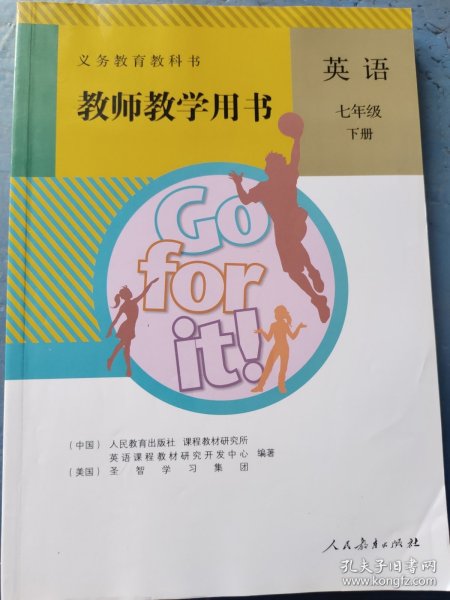 义务教育教科书
英语
教师教学用书
七年级
下册
Go
for
it!
(中国) 人民教育出版社 课程教材研究所
英语课程教材研究开发中心 编著
(美国) 圣智学习集团
人民教育出版社
孔夫子旧书网
www.kongfz.com